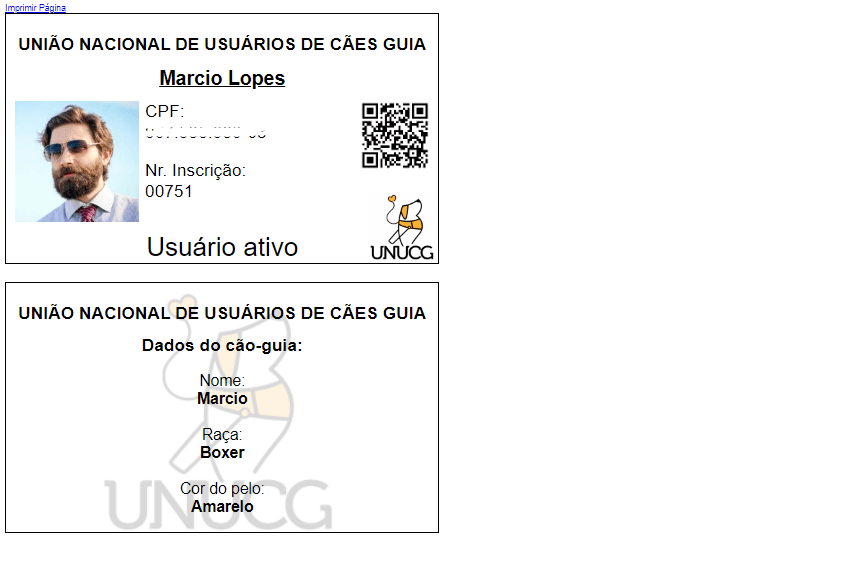 Imprimir Página
UNIÃO NACIONAL DE USUÁRIOS DE CÃES GUIA
Marcio Lopes
CPF:
Nr. Inscrição:
00751
Usuário ativo
UNUCG
UNIÃO NACIONAL DE USUÁRIOS DE CÃES GUIA
Dados do cão-guia:
Nome:
Marcio
Raça:
Boxer
Cor do pelo:
Amarelo
UNUCG